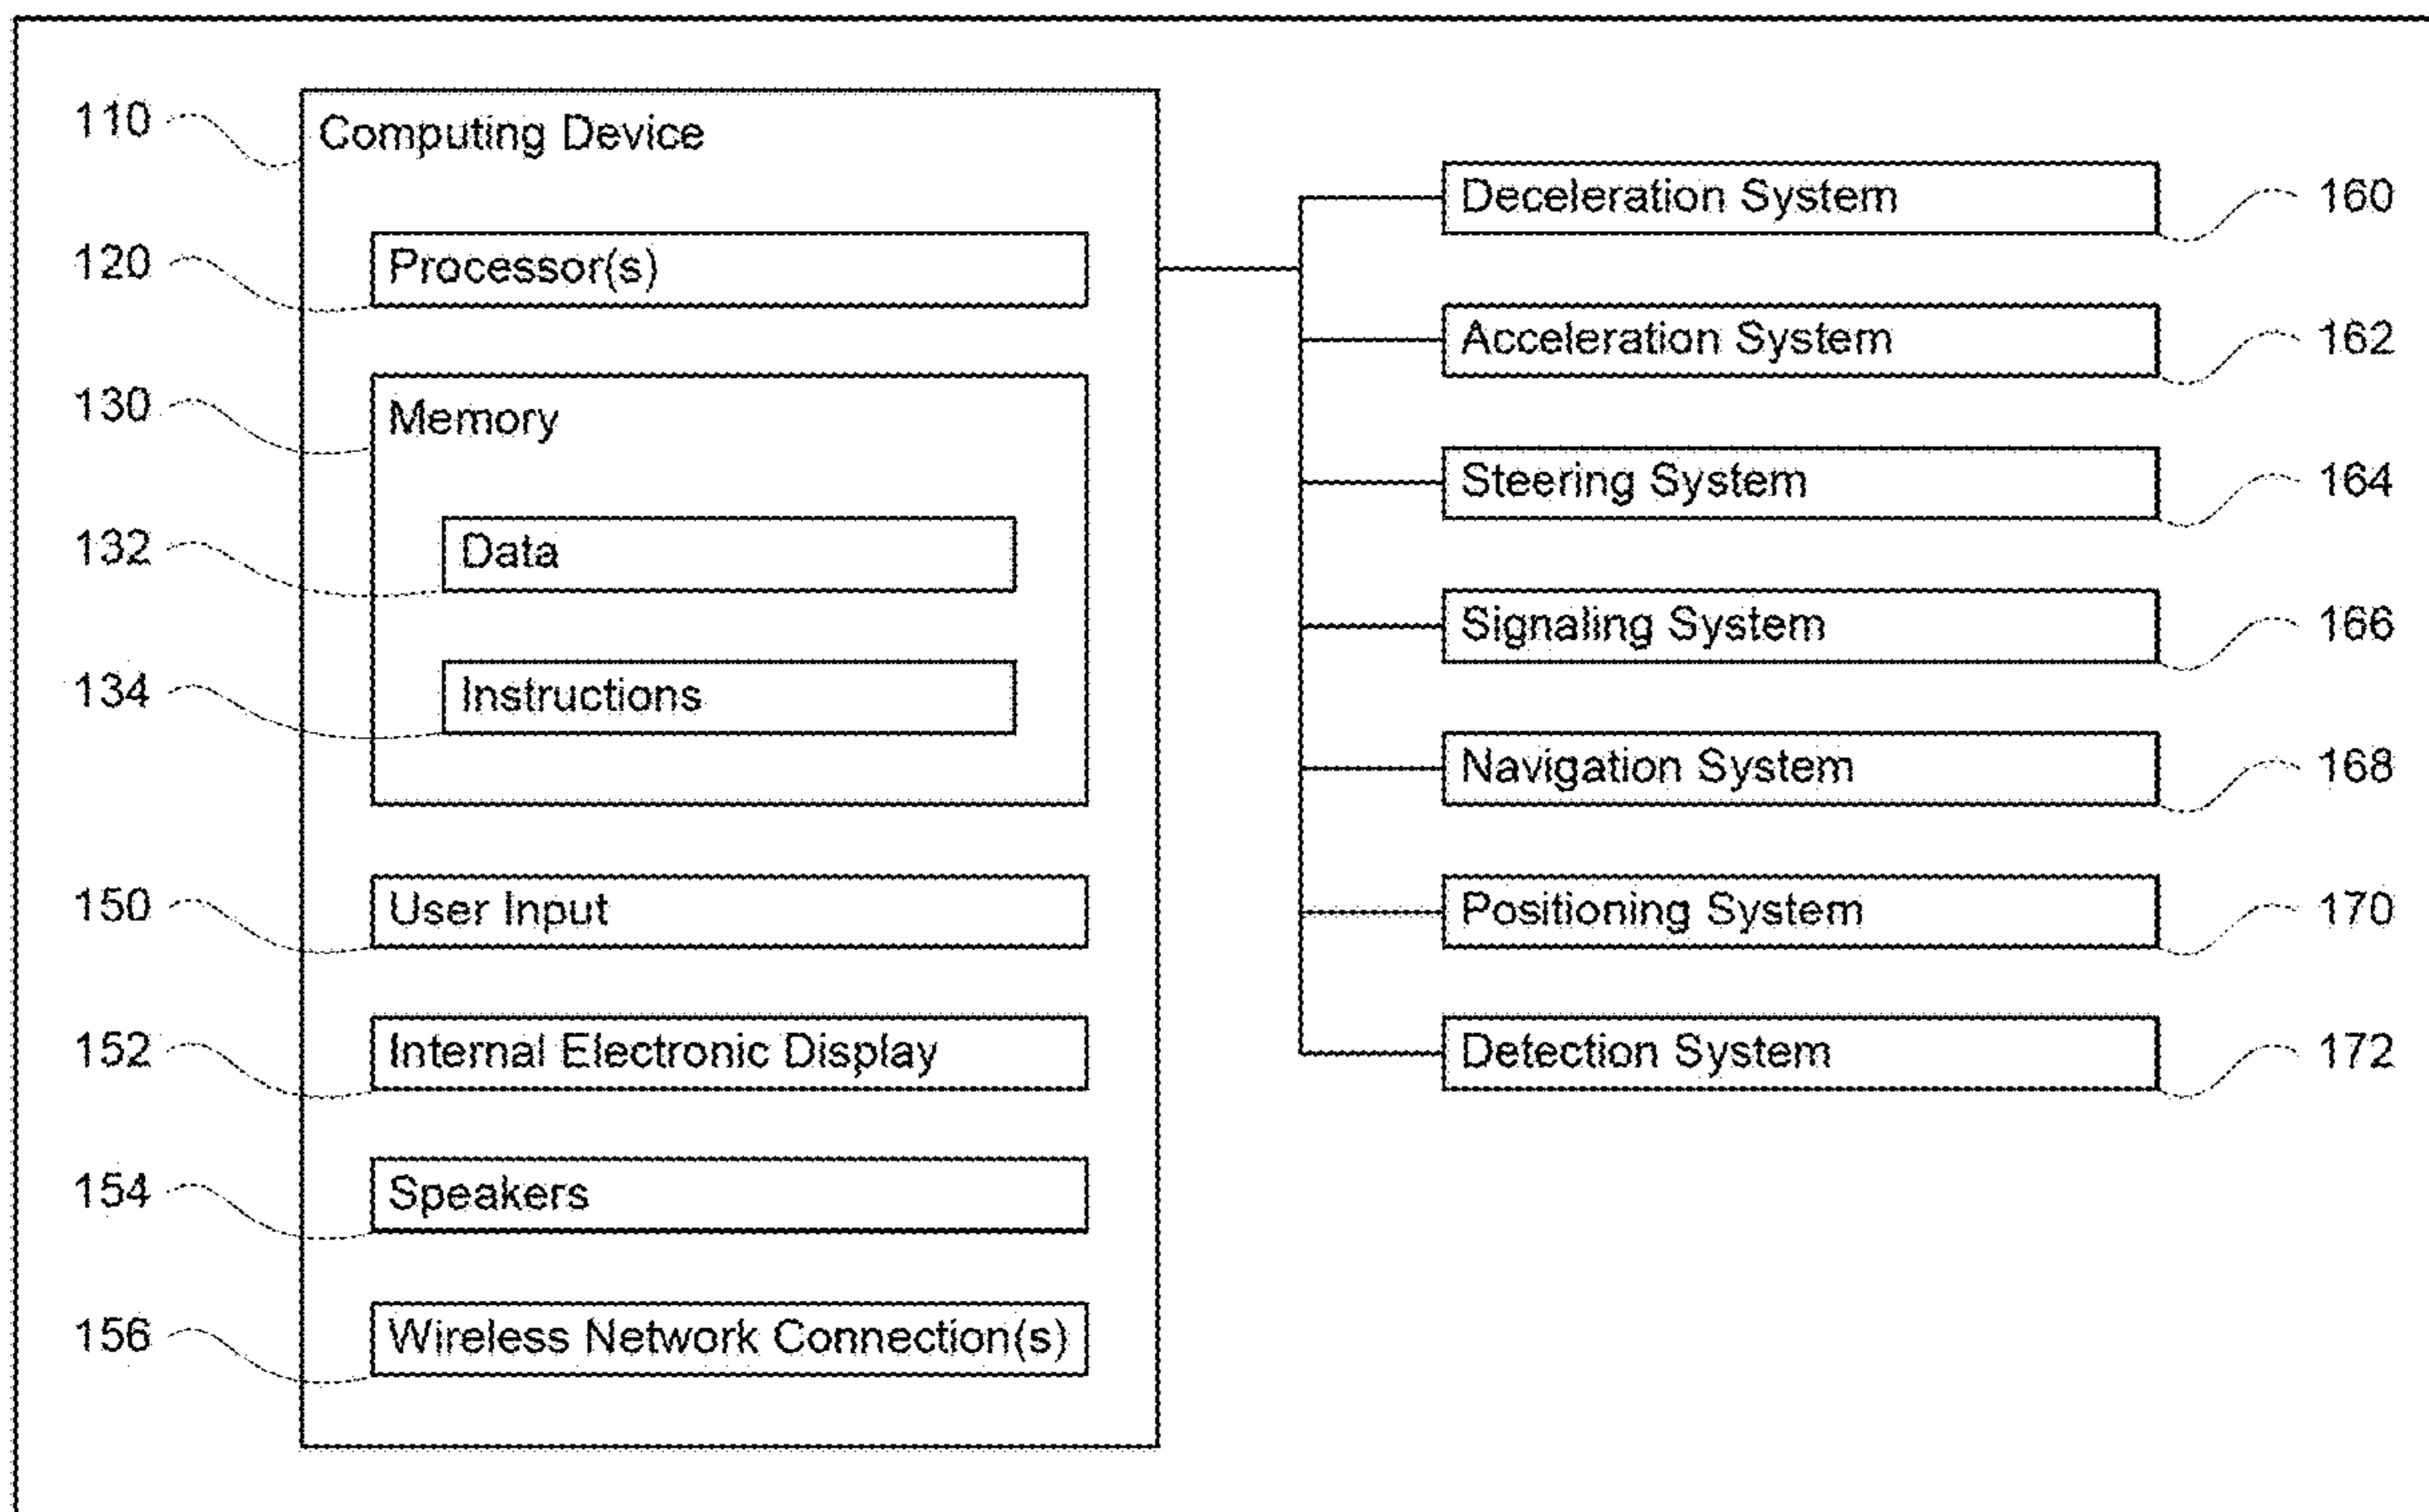 110
Computing Device
120
Processor(s)
130
Memory
132
Data
134
Instructions
150
User Input
152
Internal Electronic Display
154
Speakers
156
Wireless Network Connection(s)
Deceleration System
160
Acceleration System
162
Steering System
164
Signaling System
166
Navigation System
168
Positioning System
170
Detection System
172